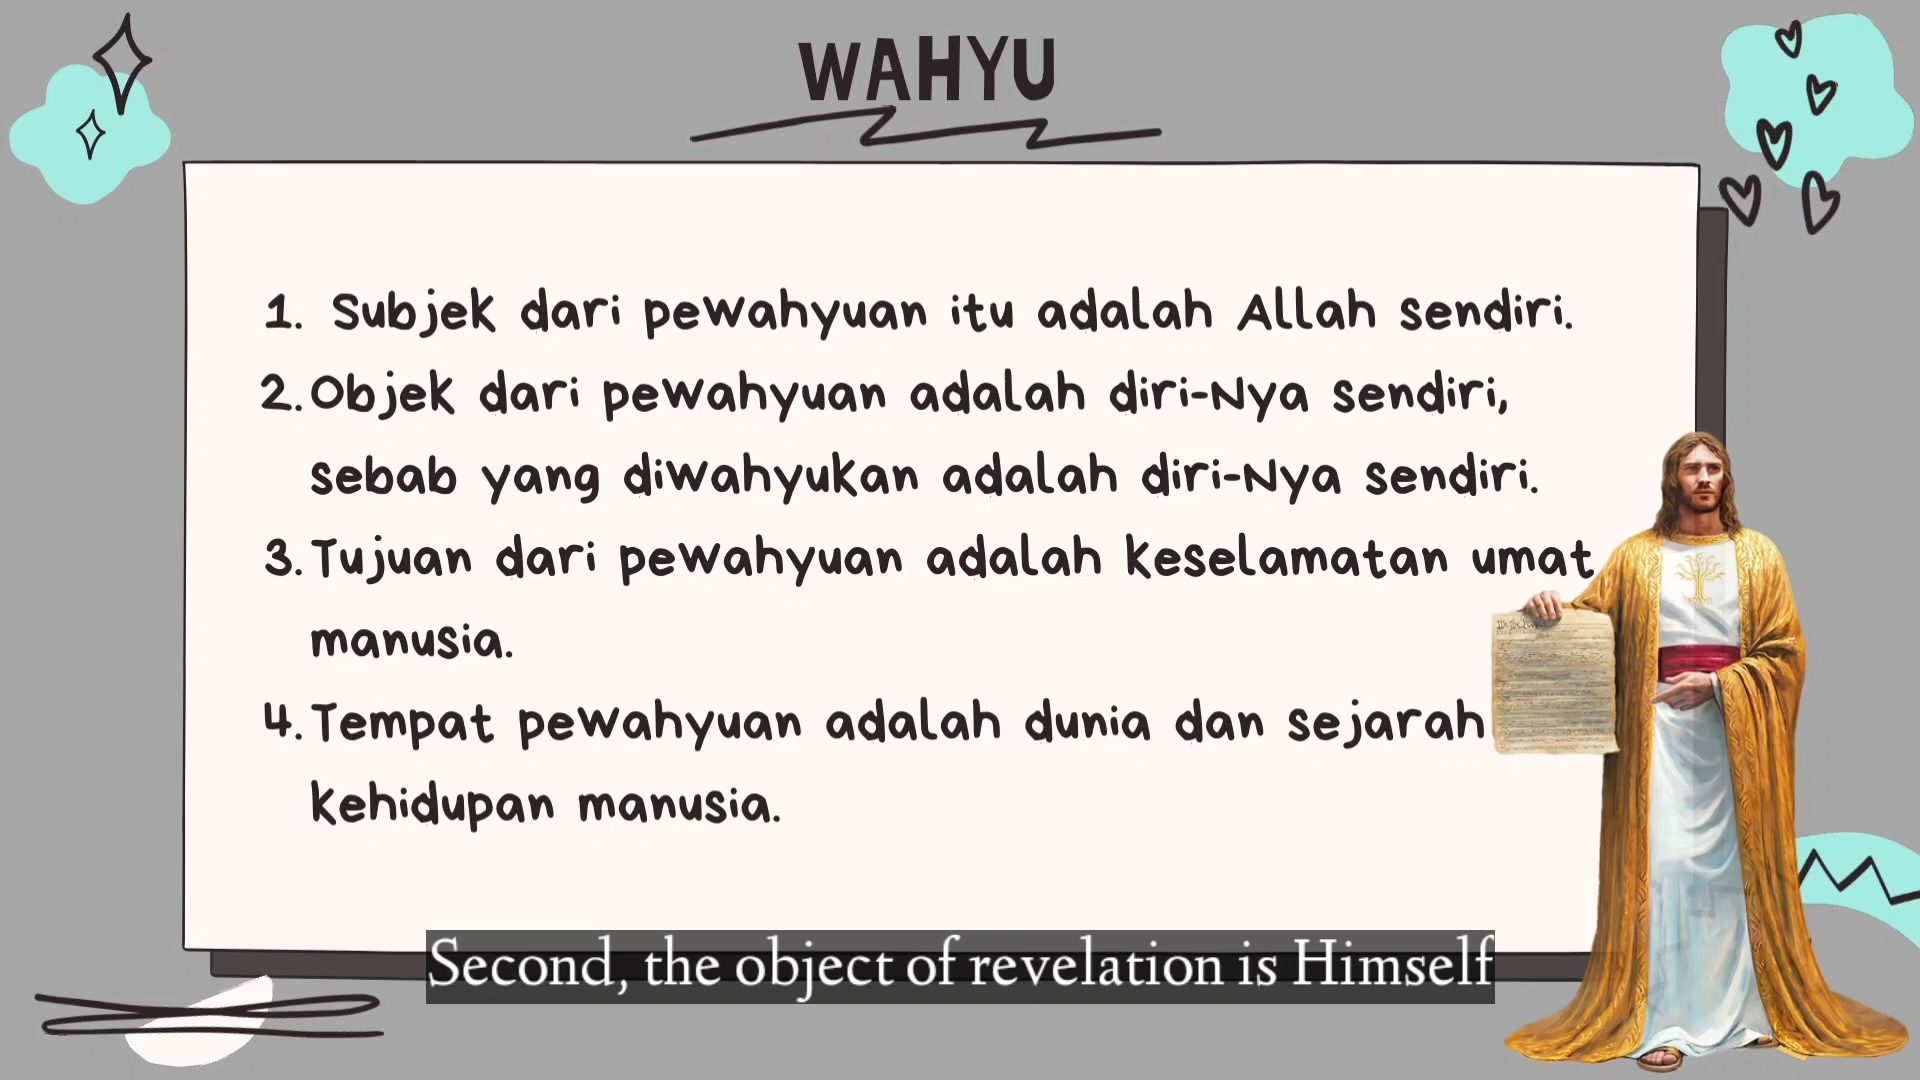 WAHYU
1. Subjek dari pewahyuan itu adalah Allah sendiri.
2. Objek dari pewahyuan adalah diri-Nya sendiri,
sebab yang diwahyukan adalah diri-Nya sendiri.
3. Tujuan dari pewahyuan adalah keselamatan umat
manusia.
4. Tempat pewahyuan adalah dunia dan sejarah
kehidupan manusia.
Second, the object of revelation is Himself